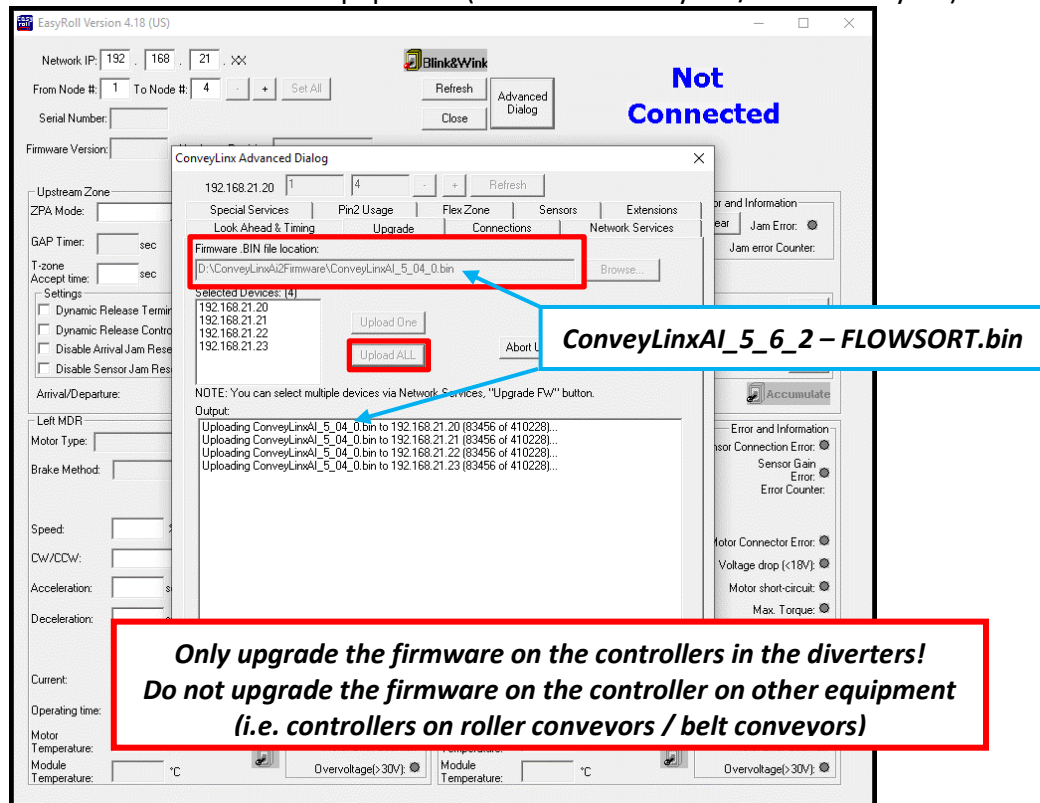 EasyRoll Version 4.18 (US)
Network IP: 192 . 168 . 21 . XX
Blink&Wink
From Node #: 1 To Node #: 4 - + Set All
Refresh
Advanced Dialog
Not Connected
Serial Number:
Close
Firmware Version:
ConveyLinx Advanced Dialog
192.168.21.20 1 4 - + Refresh
Special Services Pin2 Usage Flex Zone Sensors Extensions
Look Ahead & Timing Upgrade Connections Network Services
Firmware .BIN file location:
D:\ConveyLinxAi2Firmware\ConveyLinxAI_5_04_0.bin Browse...
Selected Devices: (4)
192.168.21.20
192.168.21.21
192.168.21.22
192.168.21.23
Upload One
Upload ALL
Abort
ConveyLinxAI_5_6_2 – FLOWSORT.bin
NOTE: You can select multiple devices via Network Services, "Upgrade FW" button.
Output:
Uploading ConveyLinxAI_5_04_0.bin to 192.168.21.20 (83456 of 410228)...
Uploading ConveyLinxAI_5_04_0.bin to 192.168.21.21 (83456 of 410228)...
Uploading ConveyLinxAI_5_04_0.bin to 192.168.21.22 (83456 of 410228)...
Uploading ConveyLinxAI_5_04_0.bin to 192.168.21.23 (83456 of 410228)...
Upstream Zone
ZPA Mode:
GAP Timer: sec
T-zone
Accept time: sec
Settings
Dynamic Release
Dynamic Release
Disable Arrival Jam
Disable Sensor Jam
Arrival/Departure:
Left MDR
Motor Type:
Brake Method:
Speed:
CW/CCW:
Acceleration:
Deceleration:
Current:
Operating time:
Motor
Temperature:
Module
Temperature: °C
and Information
Jam Error:
Jam error Counter:
Accumulate
Error and Information
Connection Error:
Sensor Gain
Error:
Error Counter:
Motor Connector Error:
Voltage drop (<18V):
Motor short-circuit:
Max. Torque:
Only upgrade the firmware on the controllers in the diverters!
Do not upgrade the firmware on the controller on other equipment
(i.e. controllers on roller conveyors / belt conveyors)
Overvoltage(>30V):
Module
Temperature: °C
Overvoltage(>30V):